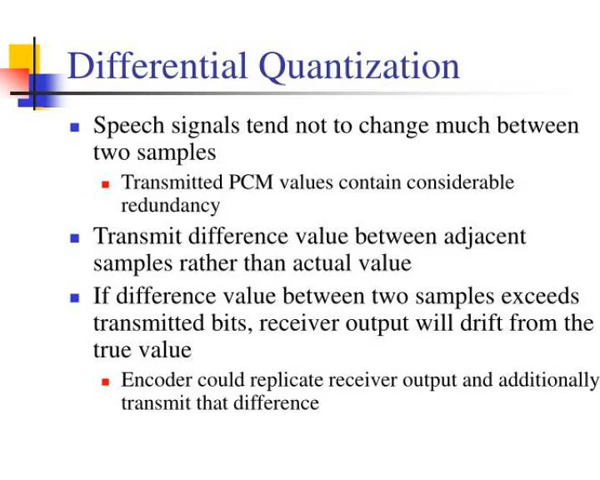 Differential Quantization
Speech signals tend not to change much between
two samples
Transmitted PCM values contain considerable
redundancy
Transmit difference value between adjacent
samples rather than actual value
If difference value between two samples exceeds
transmitted bits, receiver output will drift from the
true value
Encoder could replicate receiver output and additionally
transmit that difference